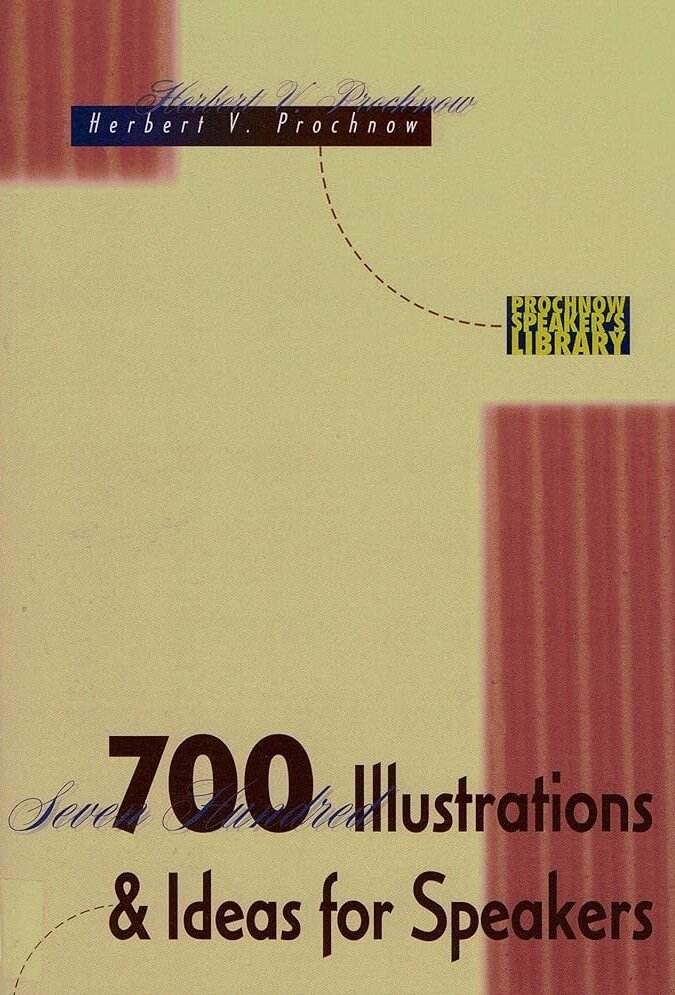 Herbert V. Prochnow
Herbert V. Prochnow
PROCHNOW
SPEAKER'S
LIBRARY
700 Illustrations
Seven Hundred
& Ideas for Speakers